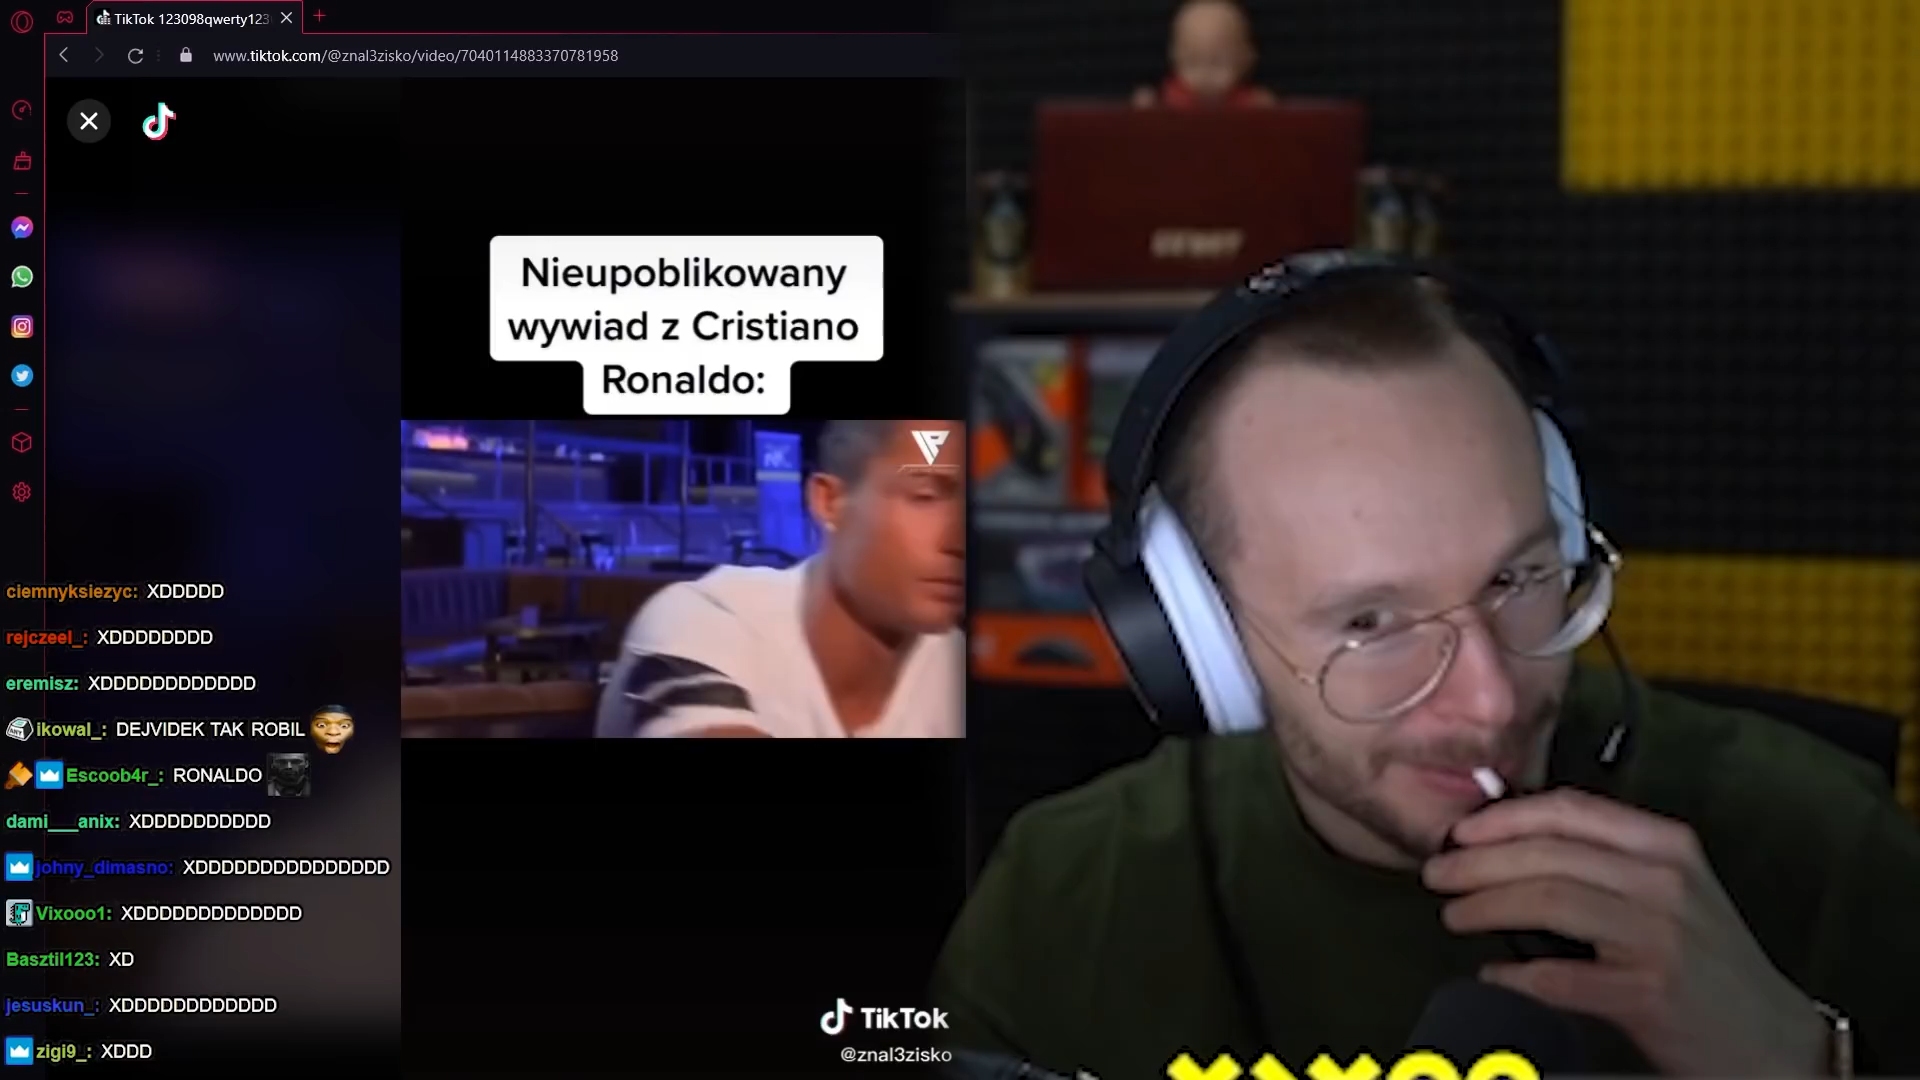 TikTok 123098qwerty123
www.tiktok.com/@znal3zisko/video/7040114883370781958
Nieupoblikowany
wywiad z Cristiano
Ronaldo:
ciemnyksiezyc: XDDDDD
rejczeel_: XDDDDDDDD
eremisz: XDDDDDDDDDDDD
ikowal_: DEJVIDEK TAK ROBIL
Escoob4r_: RONALDO
dami___anix: XDDDDDDDDDD
johny_dimasno: XDDDDDDDDDDDDDDD
Vixooo1: XDDDDDDDDDDDDD
Basztil123: XD
jesuskun_: XDDDDDDDDDDDD
zigi9_: XDDD
TikTok
@znal3zisko